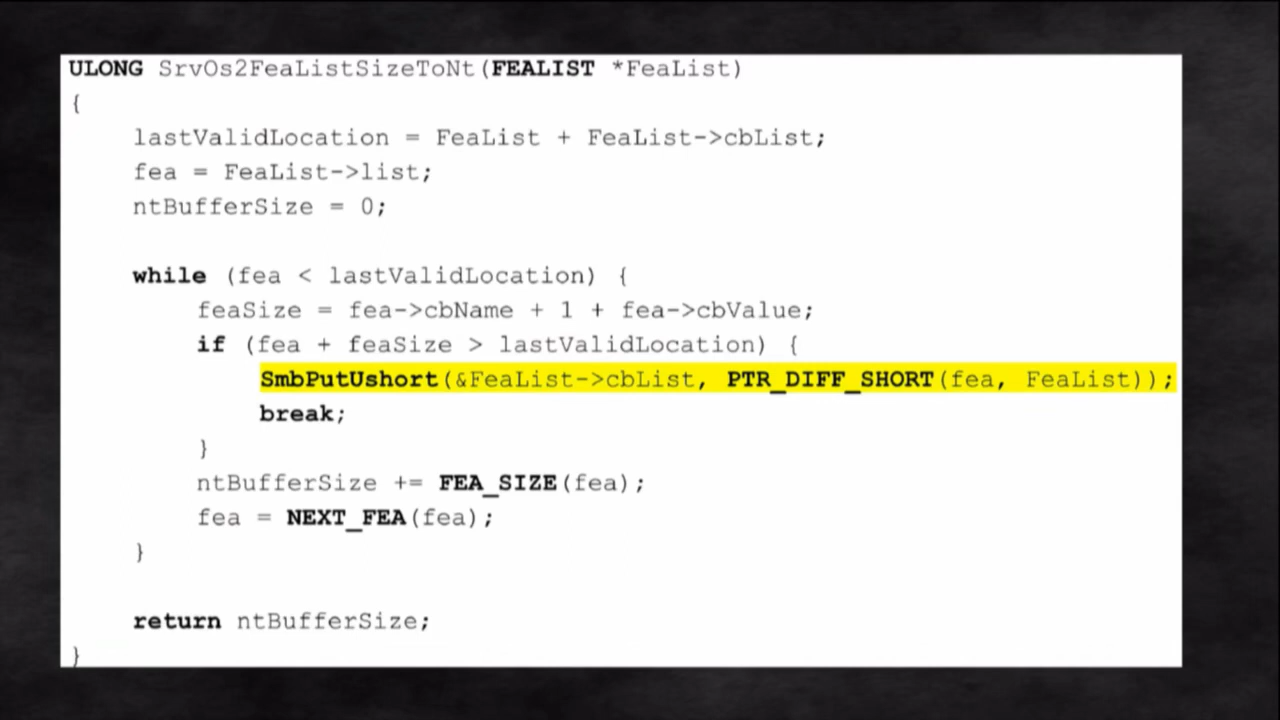 ULONG SrvOs2FeaListSizeToNt(FEALIST *FeaList)
{
lastValidLocation = FeaList + FeaList->cbList;
fea = FeaList->list;
ntBufferSize = 0;
while (fea < lastValidLocation) {
feaSize = fea->cbName + 1 + fea->cbValue;
if (fea + feaSize > lastValidLocation) {
SmbPutUshort(&FeaList->cbList, PTR_DIFF_SHORT(fea, FeaList));
break;
}
ntBufferSize += FEA_SIZE(fea);
fea = NEXT_FEA(fea);
}
return ntBufferSize;
}